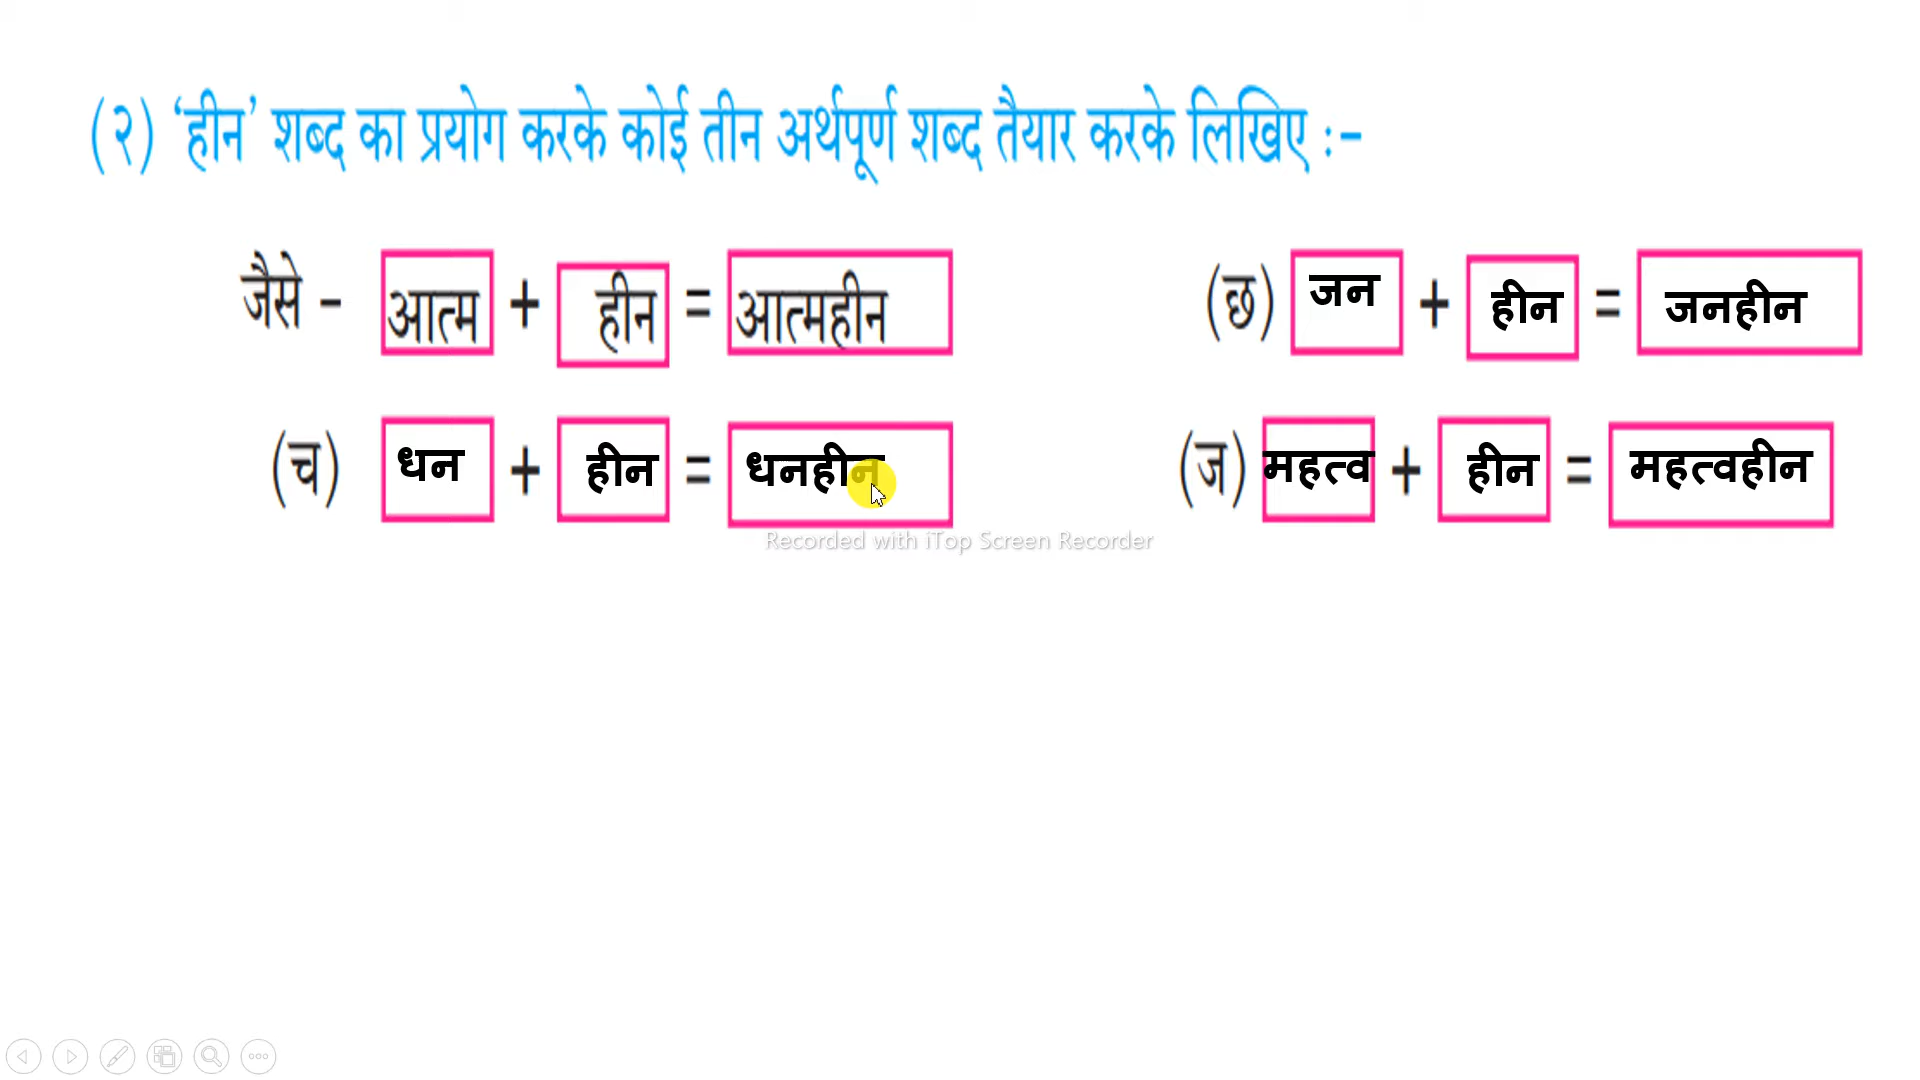 (२) ‘हीन’ शब्द का प्रयोग करके कोई तीन अर्थपूर्ण शब्द तैयार करके लिखिए :-
जैसे - आत्म + हीन = आत्महीन
(छ) जन + हीन = जनहीन
(च) धन + हीन = धनहीन
(ज) महत्व + हीन = महत्वहीन
Recorded with iTop Screen Recorder